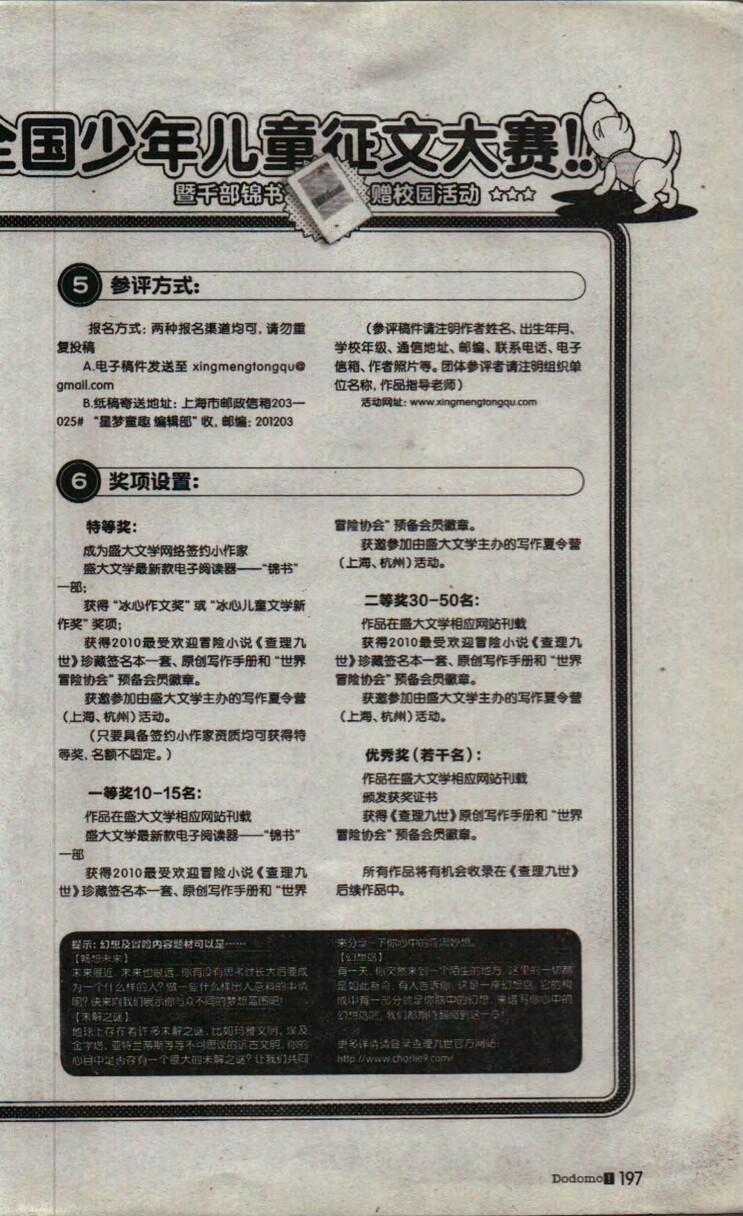 全国少年儿童征文大赛!!
暨千部锦书 赠校园活动 ★★★
5 参评方式:
报名方式: 两种报名渠道均可, 请勿重
复投稿
A.电子稿件发送至 xingmengtongqu@
gmail.com
B.纸稿寄送地址: 上海市邮政信箱203—
025# “星梦童趣 编辑部” 收, 邮编: 201203
(参评稿件请注明作者姓名、出生年月、
学校年级、通信地址、邮编、联系电话、电子
信箱、作者照片等。团体参评者请注明组织单
位名称, 作品指导老师)
活动网址: www.xingmengtongqu.com
6 奖项设置:
特等奖:
成为盛大文学网络签约小作家
盛大文学最新款电子阅读器——“锦书”
一部;
获得 “冰心作文奖” 或 “冰心儿童文学新
作奖” 奖项;
获得2010最受欢迎冒险小说《查理九
世》珍藏签名本一套、原创写作手册和 “世界
冒险协会” 预备会员徽章。
获邀参加由盛大文学主办的写作夏令营
(上海、杭州) 活动。
(只要具备签约小作家资质均可获得特
等奖, 名额不固定。)
一等奖10-15名:
作品在盛大文学相应网站刊载
盛大文学最新款电子阅读器——“锦书”
一部
获得2010最受欢迎冒险小说《查理九
世》珍藏签名本一套、原创写作手册和 “世界
冒险协会” 预备会员徽章。
获邀参加由盛大文学主办的写作夏令营
(上海、杭州) 活动。
二等奖30-50名:
作品在盛大文学相应网站刊载
获得2010最受欢迎冒险小说《查理九
世》珍藏签名本一套、原创写作手册和 “世界
冒险协会” 预备会员徽章。
获邀参加由盛大文学主办的写作夏令营
(上海、杭州) 活动。
优秀奖 (若干名):
作品在盛大文学相应网站刊载
颁发获奖证书
获得《查理九世》原创写作手册和 “世界
冒险协会” 预备会员徽章。
所有作品将有机会收录在《查理九世》
后续作品中。
提示: 幻想及冒险内容题材可以是……
【畅想未来】
未来很近, 未来也很远, 你有没有思考过长大后要成
为一个什么样的人? 做一些什么样出人意料的事情
呢? 快来向我们展示你与众不同的梦想蓝图吧!
【未解之谜】
地球上存在着许多未解之谜, 比如玛雅文明、埃及
金字塔、亚特兰蒂斯等等不可思议的远古文明, 你的
心目中是否存有一个很大的未解之谜? 让我们共同
来分享一下你心中的奇思妙想。
【幻想岛】
有一天, 你突然来到一个陌生的地方, 这里的一切都
是如此新奇, 有人告诉你, 这是一座幻想岛, 它的构
成中有一部分就是你脑中的幻想, 来谱写你心中的
幻想岛吧, 我们都期待
更多详情请登录查理九世官方网站:
http://www.charlie9.com/
Dodomo! 197